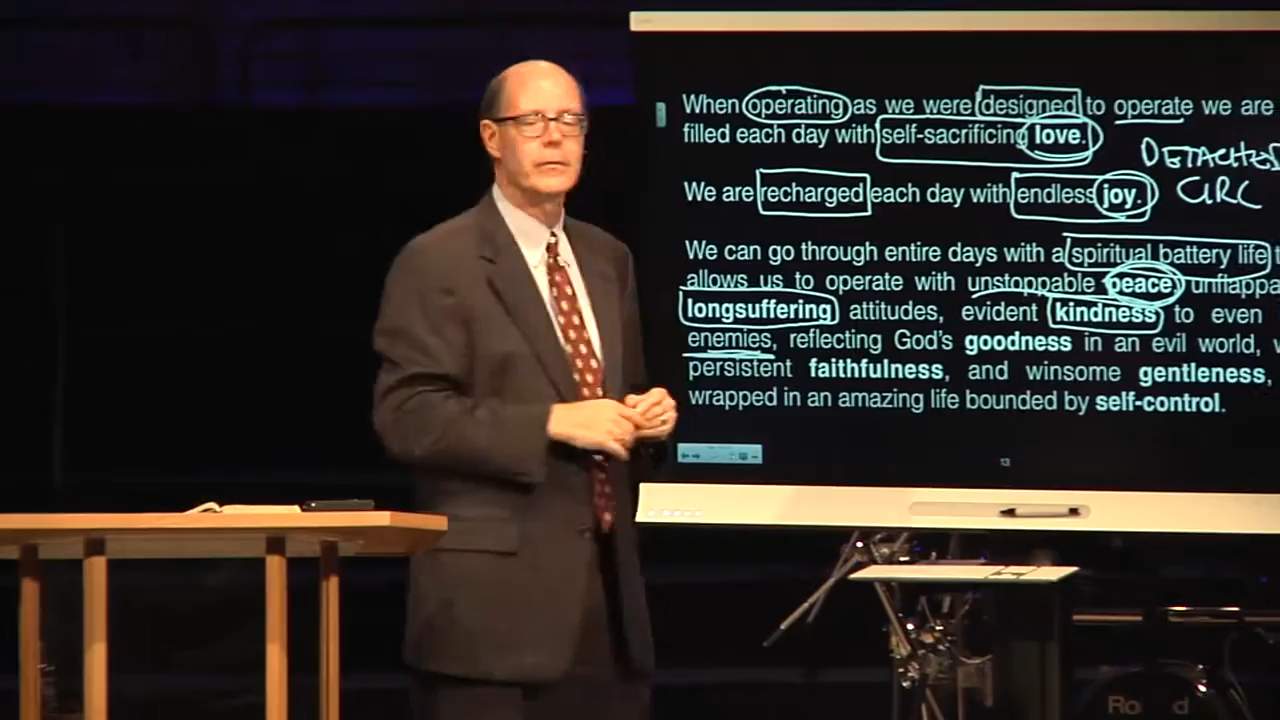 When operating as we were designed to operate we are
filled each day with self-sacrificing love.
DETACHED
CIRC
We are recharged each day with endless joy.
We can go through entire days with a spiritual battery life
allows us to operate with unstoppable peace
longsuffering attitudes, evident kindness to even
enemies, reflecting God's goodness in an evil world,
persistent faithfulness, and winsome gentleness,
wrapped in an amazing life bounded by self-control.
13